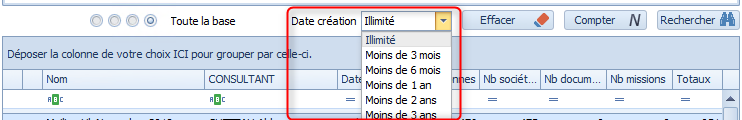 Toute la base Date création Illimité Effacer Compter N Rechercher
Illimité
Déposer la colonne de votre choix ICI pour grouper par celle-ci.
Moins de 3 mois
Moins de 6 mois
Nom CONSULTANT Date Moins de 1 an nnes Nb sociét... Nb docum... Nb missions Totaux
ABC ABC = Moins de 2 ans = = = =
Moins de 3 ans